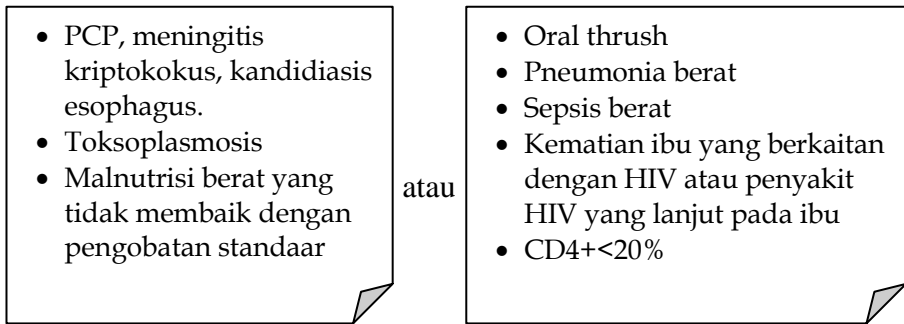 • PCP, meningitis
kriptokokus, kandidiasis
esophagus.
• Toksoplasmosis
• Malnutrisi berat yang
tidak membaik dengan
pengobatan standaar
atau
• Oral thrush
• Pneumonia berat
• Sepsis berat
• Kematian ibu yang berkaitan
dengan HIV atau penyakit
HIV yang lanjut pada ibu
• CD4+<20%